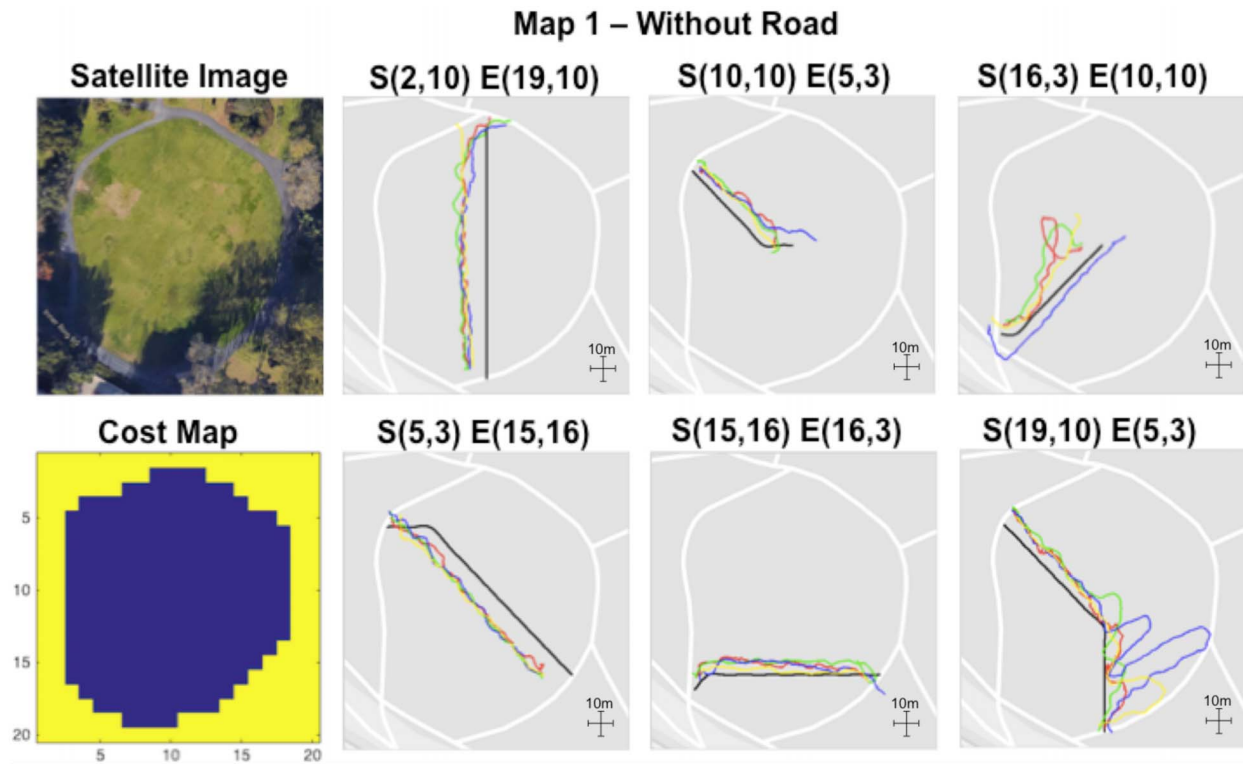 Map 1 – Without Road
Satellite Image
S(2,10) E(19,10)
S(10,10) E(5,3)
S(16,3) E(10,10)
10m
10m
10m
Cost Map
S(5,3) E(15,16)
S(15,16) E(16,3)
S(19,10) E(5,3)
5
10
15
20
5
10
15
20
10m
10m
10m